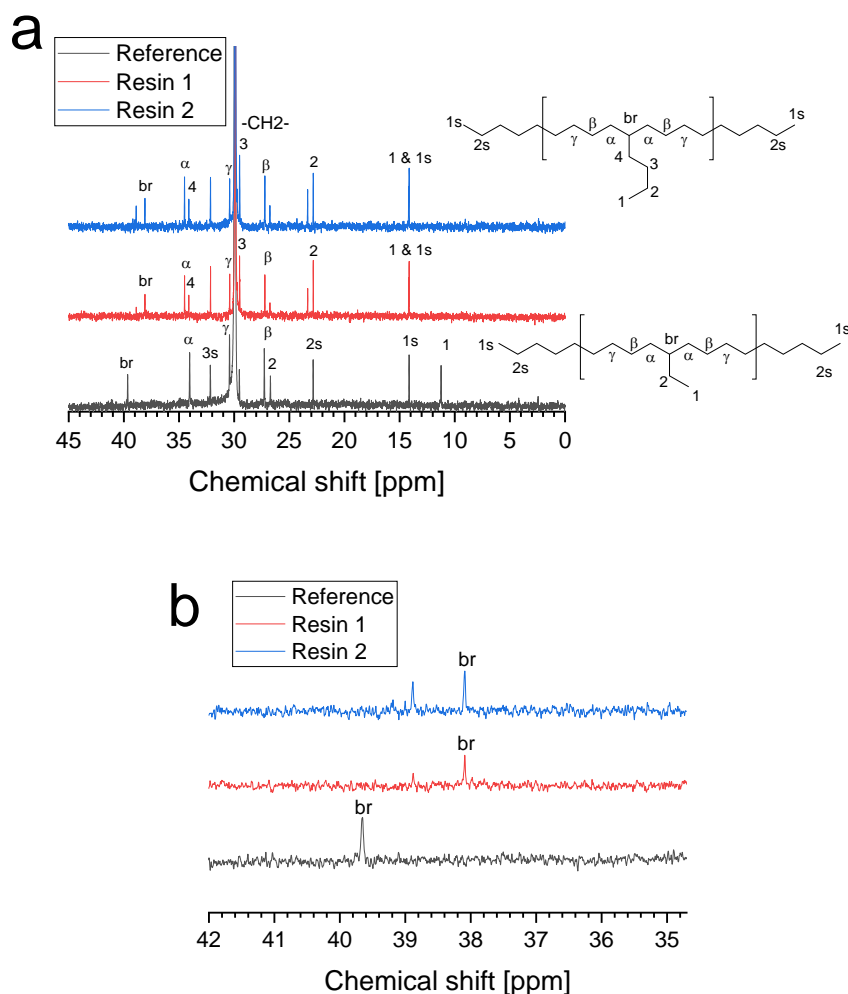 a
Reference
Resin 1
Resin 2
-CH2-
br
α
4
γ
3
β
2
1 & 1s
br
α
4
γ
3
β
2
1 & 1s
br
α
3s
γ
β
2
2s
1s
1
45 40 35 30 25 20 15 10 5 0
Chemical shift [ppm]
1s
2s
γ
β
α
br
α
β
γ
2s
1s
4
3
2
1
1s
2s
γ
β
α
br
α
β
γ
2s
1s
2
1
b
Reference
Resin 1
Resin 2
br
br
br
42 41 40 39 38 37 36 35
Chemical shift [ppm]